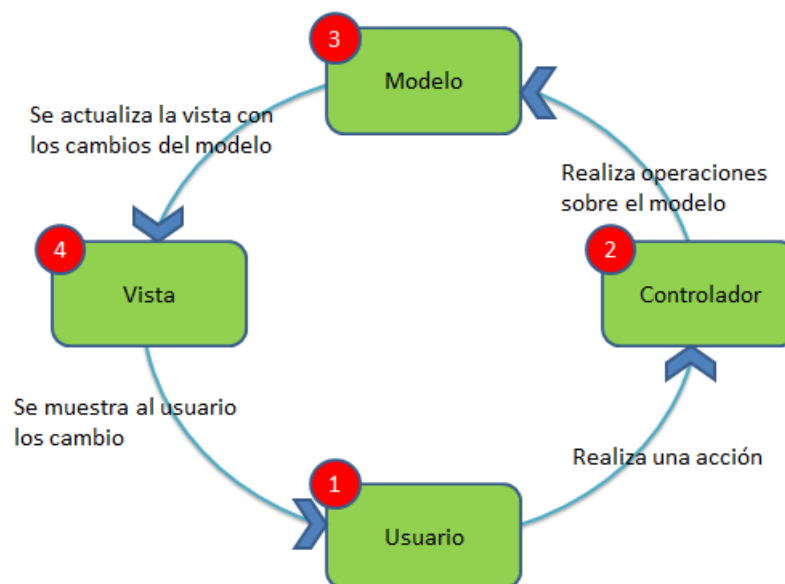 3
Modelo
Se actualiza la vista con
los cambios del modelo
Realiza operaciones
sobre el modelo
4
Vista
2
Controlador
Se muestra al usuario
los cambio
Realiza una acción
1
Usuario